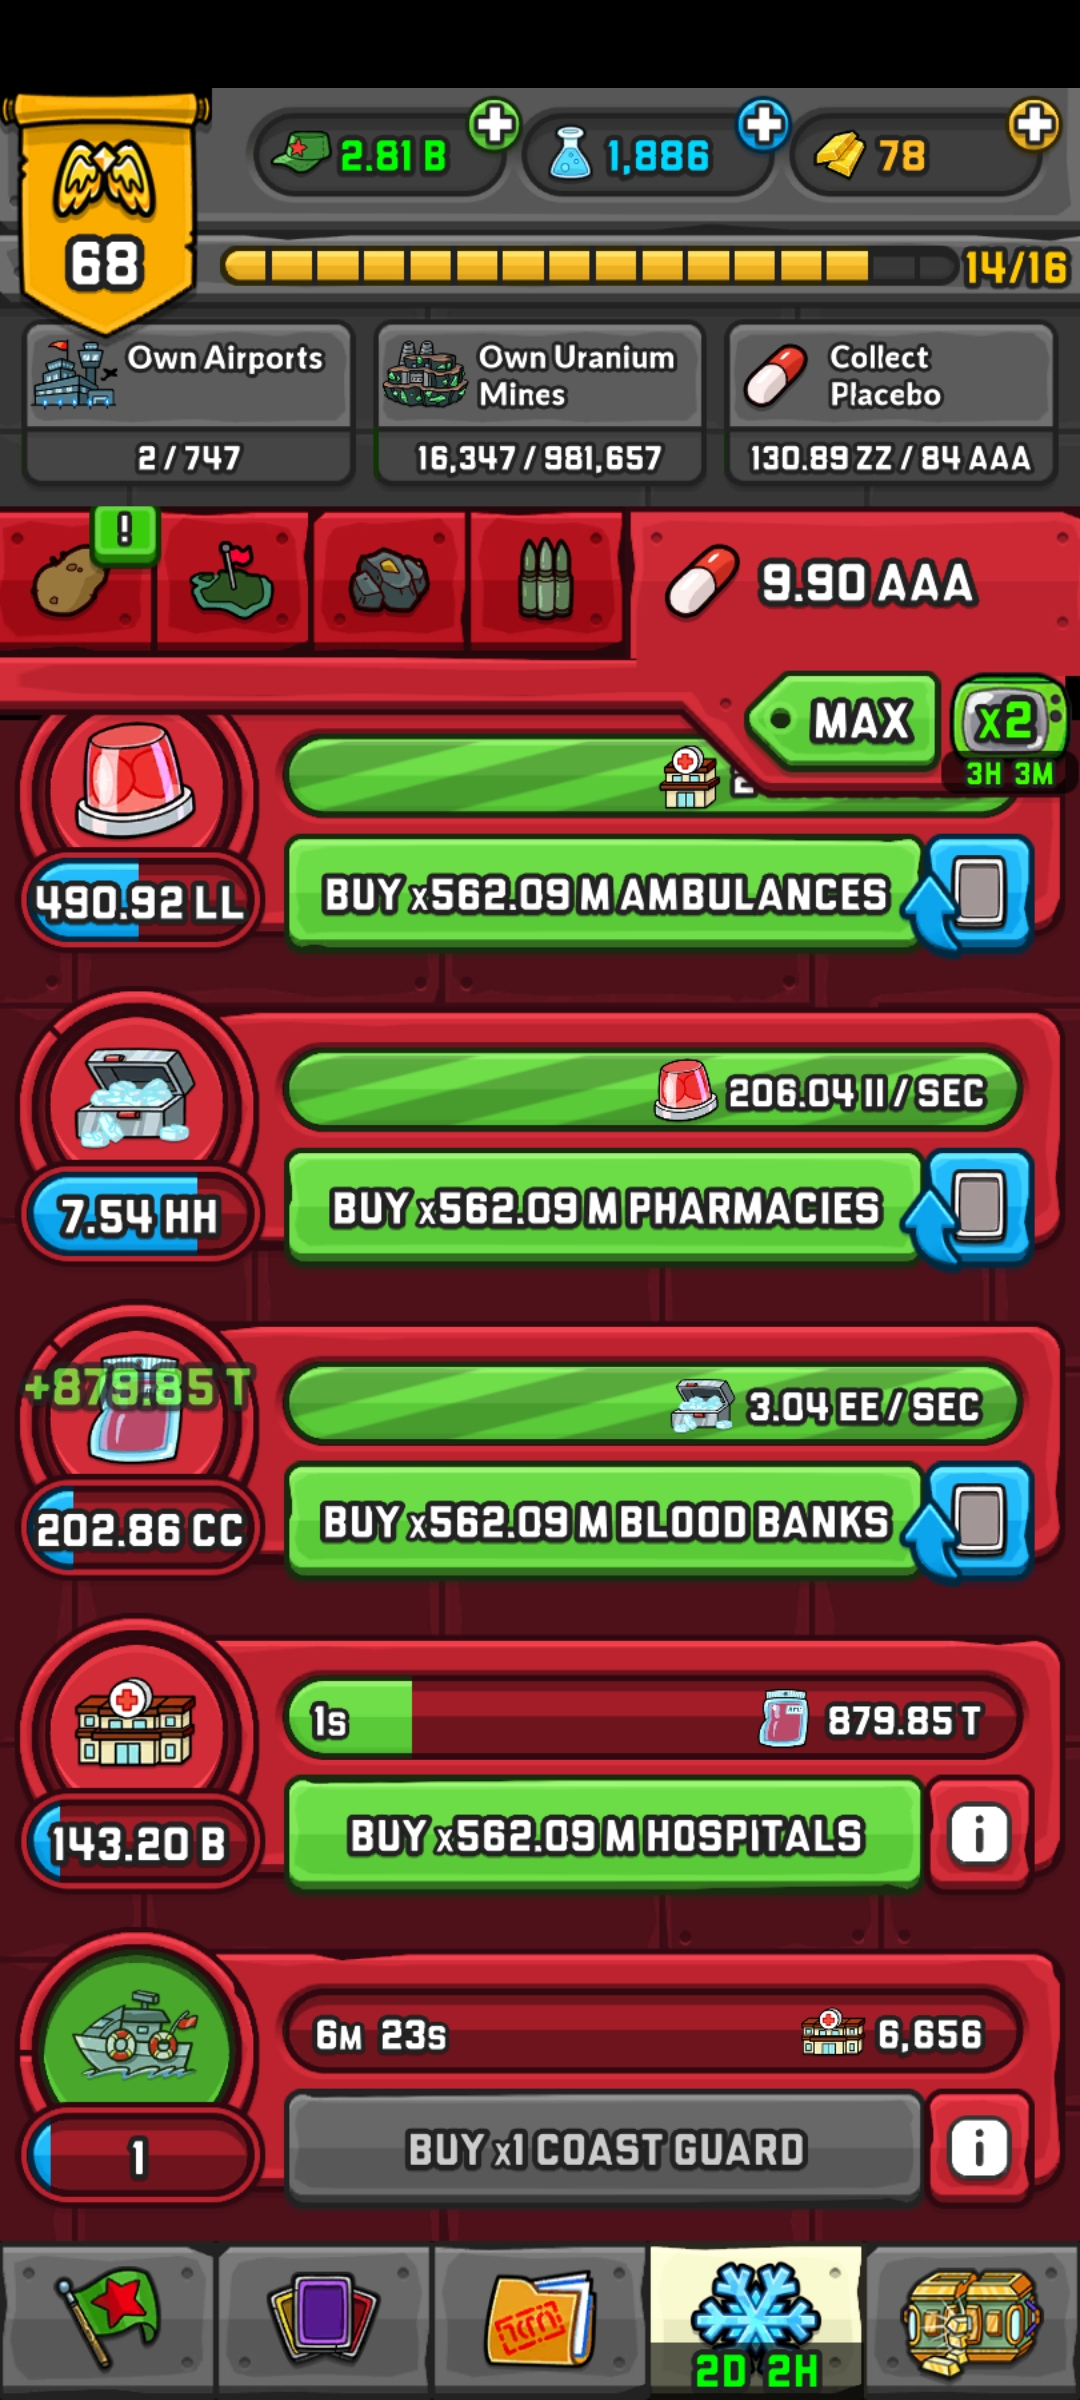 2.81 B
1,886
78
68
14/16
Own Airports
2 / 747
Own Uranium
Mines
16,347 / 981,657
Collect
Placebo
130.89 ZZ / 84 AAA
!
9.90 AAA
MAX
x2
3H 3M
490.92 LL
BUY x562.09 M AMBULANCES
206.04 II / SEC
7.54 HH
BUY x562.09 M PHARMACIES
+879.85 T
3.04 EE / SEC
202.86 CC
BUY x562.09 M BLOOD BANKS
1s
879.85 T
143.20 B
BUY x562.09 M HOSPITALS
i
6M 23s
6,656
1
BUY x1 COAST GUARD
i
2D 2H